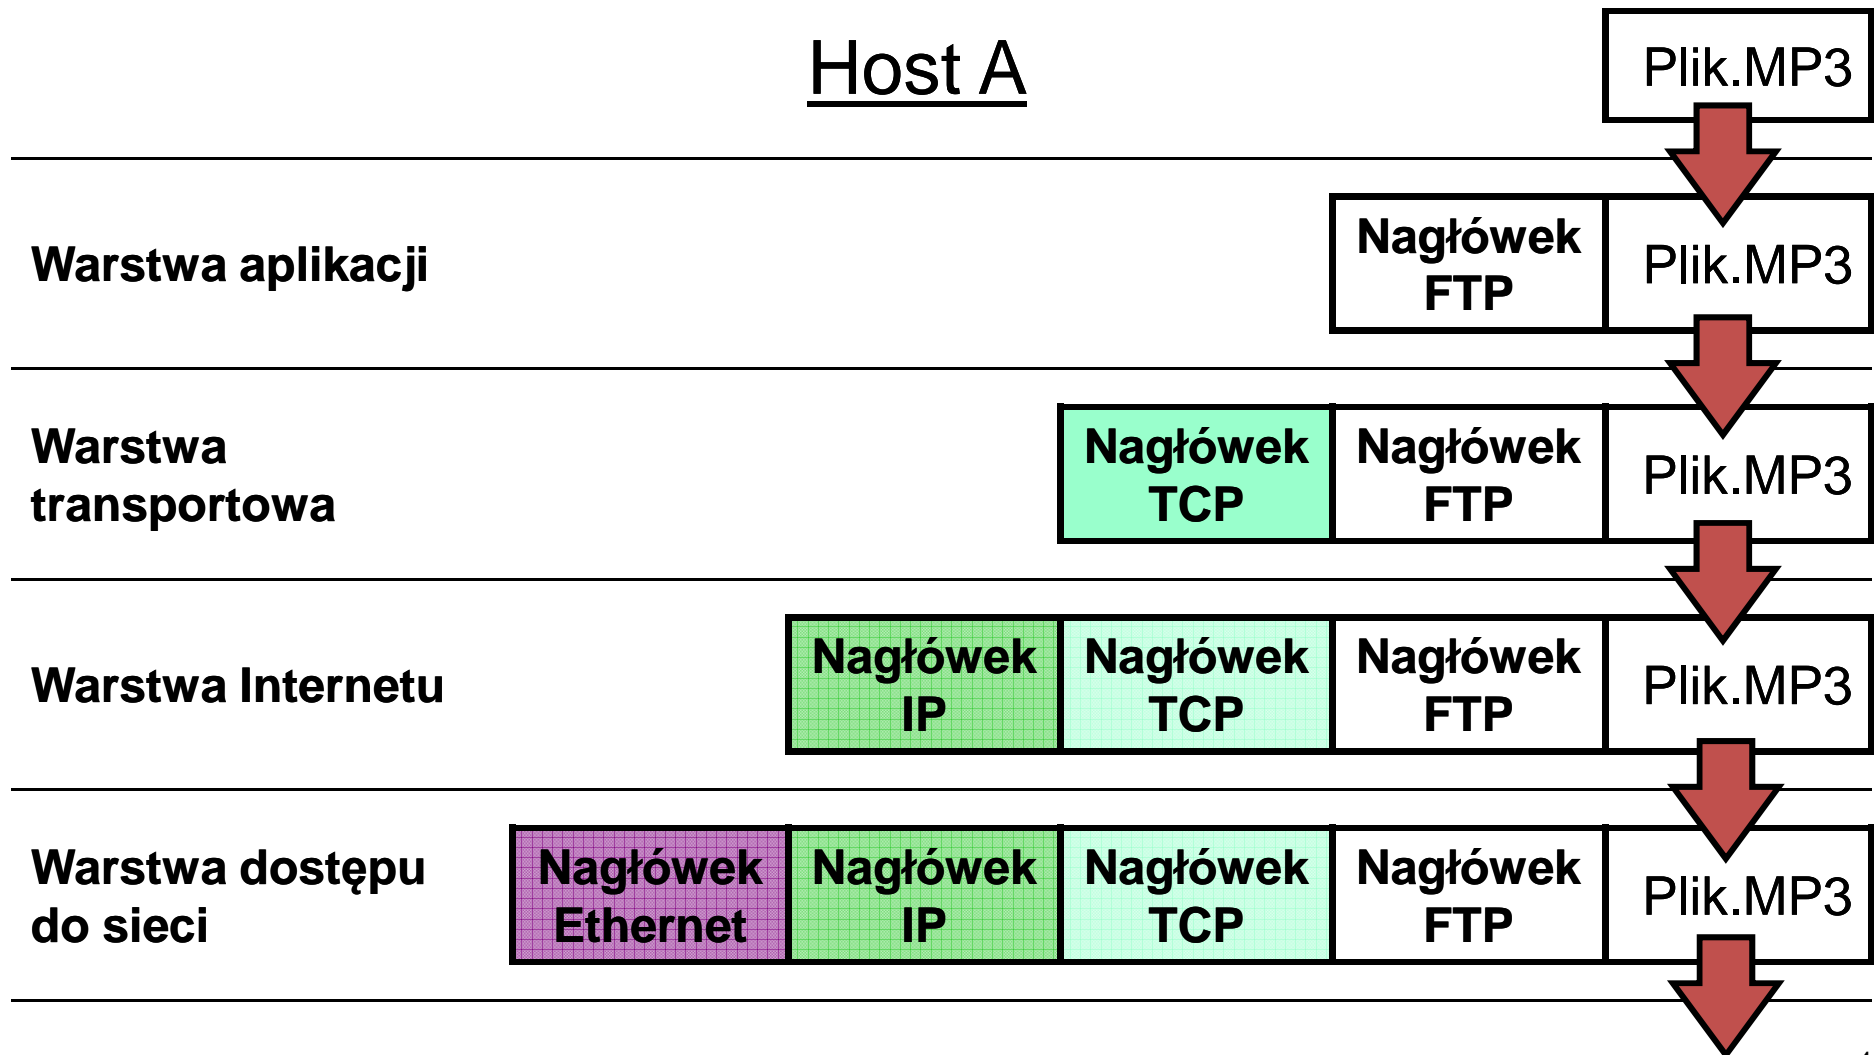 Host A
Plik.MP3
Warstwa aplikacji
Nagłówek
FTP
Plik.MP3
Warstwa
transportowa
Nagłówek
TCP
Nagłówek
FTP
Plik.MP3
Warstwa Internetu
Nagłówek
IP
Nagłówek
TCP
Nagłówek
FTP
Plik.MP3
Warstwa dostępu
do sieci
Nagłówek
Ethernet
Nagłówek
IP
Nagłówek
TCP
Nagłówek
FTP
Plik.MP3